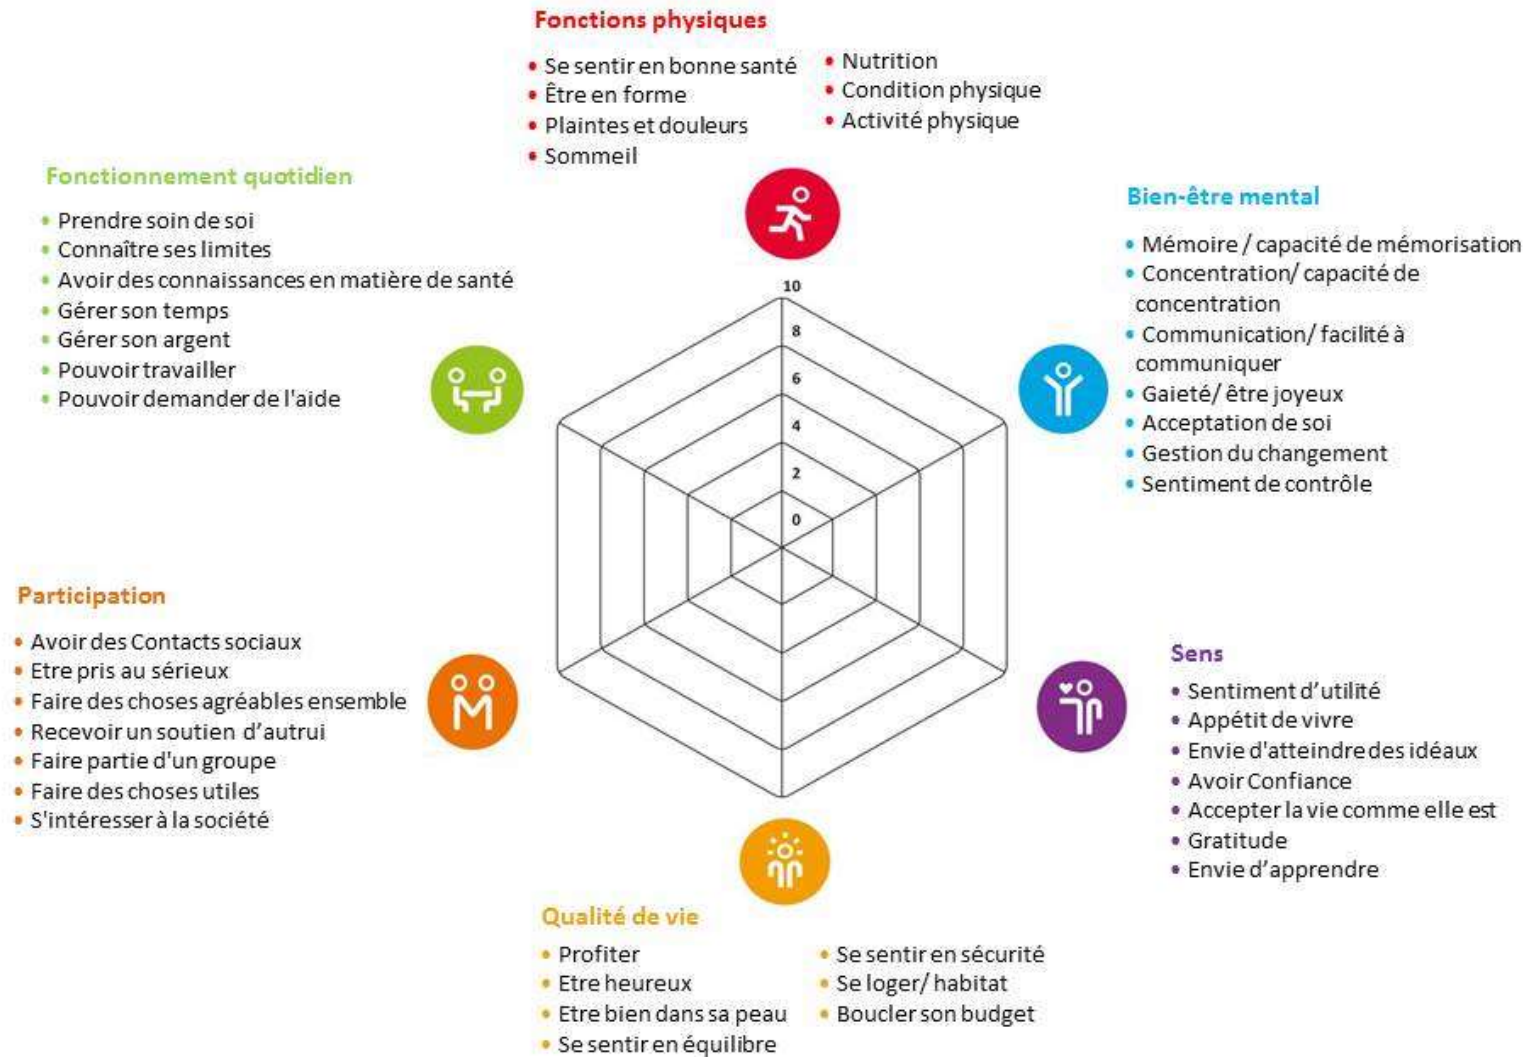 Fonctions physiques
• Se sentir en bonne santé
• Être en forme
• Plaintes et douleurs
• Sommeil
• Nutrition
• Condition physique
• Activité physique
Fonctionnement quotidien
• Prendre soin de soi
• Connaître ses limites
• Avoir des connaissances en matière de santé
• Gérer son temps
• Gérer son argent
• Pouvoir travailler
• Pouvoir demander de l'aide
Bien-être mental
• Mémoire / capacité de mémorisation
• Concentration/ capacité de
concentration
• Communication/ facilité à
communiquer
• Gaieté/ être joyeux
• Acceptation de soi
• Gestion du changement
• Sentiment de contrôle
10
8
6
4
2
0
Participation
• Avoir des Contacts sociaux
• Etre pris au sérieux
• Faire des choses agréables ensemble
• Recevoir un soutien d’autrui
• Faire partie d'un groupe
• Faire des choses utiles
• S'intéresser à la société
Sens
• Sentiment d’utilité
• Appétit de vivre
• Envie d'atteindre des idéaux
• Avoir Confiance
• Accepter la vie comme elle est
• Gratitude
• Envie d’apprendre
Qualité de vie
• Profiter
• Etre heureux
• Etre bien dans sa peau
• Se sentir en équilibre
• Se sentir en sécurité
• Se loger/ habitat
• Boucler son budget